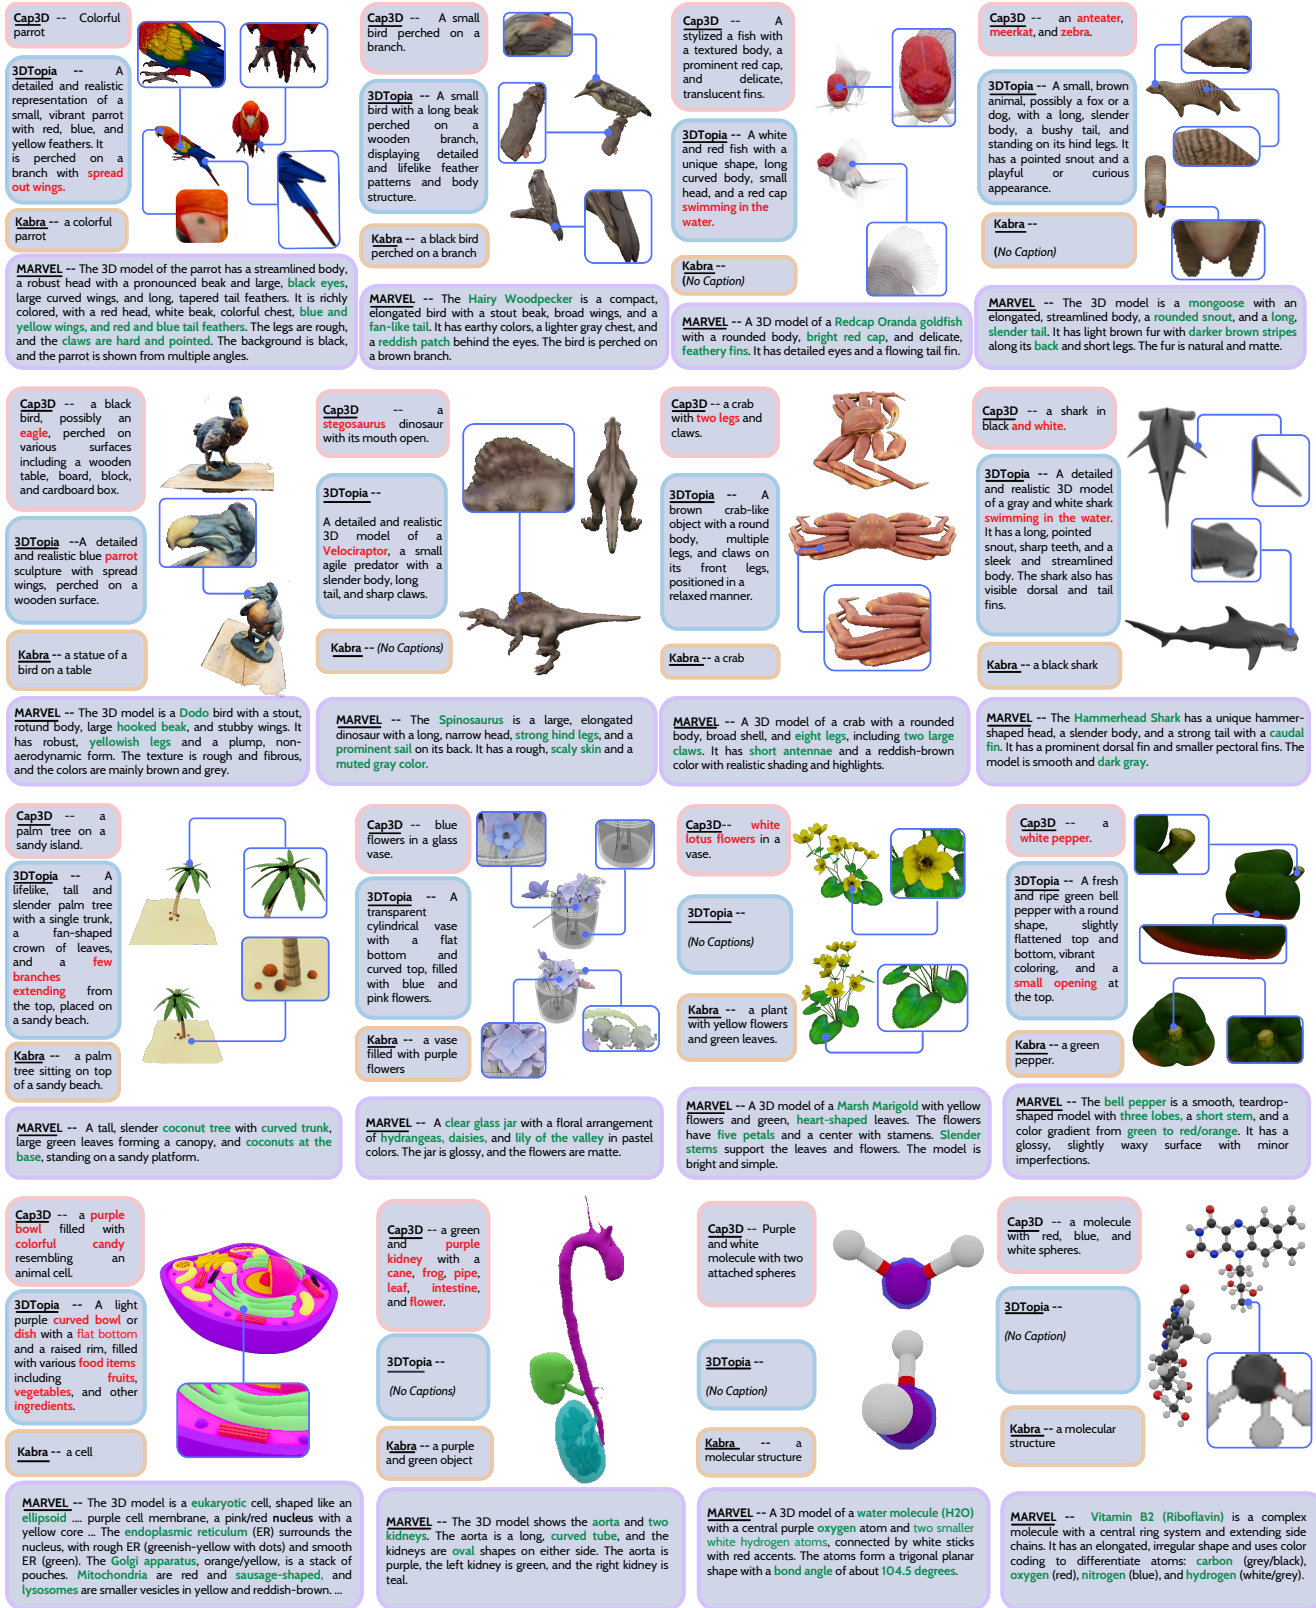 Cap3D -- Colorful
parrot
3DTopia -- A
detailed and realistic
representation of a
small, vibrant parrot
with red, blue, and
yellow feathers. It
is perched on a
branch with spread
out wings.
Kabra -- a colorful
parrot
MARVEL -- The 3D model of the parrot has a streamlined body,
a robust head with a pronounced beak and large, black eyes,
large curved wings, and long, tapered tail feathers. It is richly
colored, with a red head, white beak, colorful chest, blue and
yellow wings, and red and blue tail feathers. The legs are rough,
and the claws are hard and pointed. The background is black,
and the parrot is shown from multiple angles.
Cap3D -- A small
bird perched on a
branch.
3DTopia -- A small
bird with a long beak
perched on a
wooden branch,
displaying detailed
and lifelike feather
patterns and body
structure.
Kabra -- a black bird
perched on a branch
MARVEL -- The Hairy Woodpecker is a compact,
elongated bird with a stout beak, broad wings, and a
fan-like tail. It has earthy colors, a lighter gray chest, and
a reddish patch behind the eyes. The bird is perched on
a brown branch.
Cap3D -- A
stylized a fish with
a textured body, a
prominent red cap,
and delicate,
translucent fins.
3DTopia -- A white
and red fish with a
unique shape, long
curved body, small
head, and a red cap
swimming in the
water.
Kabra --
(No Caption)
MARVEL -- A 3D model of a Redcap Oranda goldfish
with a rounded body, bright red cap, and delicate,
feathery fins. It has detailed eyes and a flowing tail fin.
Cap3D -- an anteater,
meerkat, and zebra.
3DTopia -- A small, brown
animal, possibly a fox or a
dog, with a long, slender
body, a bushy tail, and
standing on its hind legs. It
has a pointed snout and a
playful or curious
appearance.
Kabra --
(No Caption)
MARVEL -- The 3D model is a mongoose with an
elongated, streamlined body, a rounded snout, and a long,
slender tail. It has light brown fur with darker brown stripes
along its back and short legs. The fur is natural and matte.
Cap3D -- a black
bird, possibly an
eagle, perched on
various surfaces
including a wooden
table, board, block,
and cardboard box.
3DTopia --A detailed
and realistic blue parrot
sculpture with spread
wings, perched on a
wooden surface.
Kabra -- a statue of a
bird on a table
MARVEL -- The 3D model is a Dodo bird with a stout,
rotund body, large hooked beak, and stubby wings. It
has robust, yellowish legs and a plump, non-
aerodynamic form. The texture is rough and fibrous,
and the colors are mainly brown and grey.
Cap3D -- a
stegosaurus dinosaur
with its mouth open.
3DTopia --
A detailed and realistic
3D model of a
Velociraptor, a small
agile predator with a
slender body, long
tail, and sharp claws.
Kabra -- (No Captions)
MARVEL -- The Spinosaurus is a large, elongated
dinosaur with a long, narrow head, strong hind legs, and a
prominent sail on its back. It has a rough, scaly skin and a
muted gray color.
Cap3D -- a crab
with two legs and
claws.
3DTopia -- A
brown crab-like
object with a round
body, multiple
legs, and claws on
its front legs,
positioned in a
relaxed manner.
Kabra -- a crab
MARVEL -- A 3D model of a crab with a rounded
body, broad shell, and eight legs, including two large
claws. It has short antennae and a reddish-brown
color with realistic shading and highlights.
Cap3D -- a shark in
black and white.
3DTopia -- A detailed
and realistic 3D model
of a gray and white shark
swimming in the water.
It has a long, pointed
snout, sharp teeth, and a
sleek and streamlined
body. The shark also has
visible dorsal and tail
fins.
Kabra -- a black shark
MARVEL -- The Hammerhead Shark has a unique hammer-
shaped head, a slender body, and a strong tail with a caudal
fin. It has a prominent dorsal fin and smaller pectoral fins. The
model is smooth and dark gray.
Cap3D -- a
palm tree on a
sandy island.
3DTopia -- A
lifelike, tall and
slender palm tree
with a single trunk,
a fan-shaped
crown of leaves,
and a few
branches
extending from
the top, placed on
a sandy beach.
Kabra -- a palm
tree sitting on top
of a sandy beach.
MARVEL -- A tall, slender coconut tree with curved trunk,
large green leaves forming a canopy, and coconuts at the
base, standing on a sandy platform.
Cap3D -- blue
flowers in a glass
vase.
3DTopia -- A
transparent
cylindrical vase
with a flat
bottom and
curved top, filled
with blue and
pink flowers.
Kabra -- a vase
filled with purple
flowers
MARVEL -- A clear glass jar with a floral arrangement
of hydrangeas, daisies, and lily of the valley in pastel
colors. The jar is glossy, and the flowers are matte.
Cap3D-- white
lotus flowers in a
vase.
3DTopia --
(No Captions)
Kabra -- a plant
with yellow flowers
and green leaves.
MARVEL -- A 3D model of a Marsh Marigold with yellow
flowers and green, heart-shaped leaves. The flowers
have five petals and a center with stamens. Slender
stems support the leaves and flowers. The model is
bright and simple.
Cap3D -- a
white pepper.
3DTopia -- A fresh
and ripe green bell
pepper with a round
shape, slightly
flattened top and
bottom, vibrant
coloring, and a
small opening at
the top.
Kabra -- a green
pepper.
MARVEL -- The bell pepper is a smooth, teardrop-
shaped model with three lobes, a short stem, and a
color gradient from green to red/orange. It has a
glossy, slightly waxy surface with minor
imperfections.
Cap3D -- a purple
bowl filled with
colorful candy
resembling an
animal cell.
3DTopia -- A light
purple curved bowl or
dish with a flat bottom
and a raised rim, filled
with various food items
including fruits,
vegetables, and other
ingredients.
Kabra -- a cell
MARVEL -- The 3D model is a eukaryotic cell, shaped like an
ellipsoid .... purple cell membrane, a pink/red nucleus with a
yellow core ... The endoplasmic reticulum (ER) surrounds the
nucleus, with rough ER (greenish-yellow with dots) and smooth
ER (green). The Golgi apparatus, orange/yellow, is a stack of
pouches. Mitochondria are red and sausage-shaped, and
lysosomes are smaller vesicles in yellow and reddish-brown. ...
Cap3D -- a green
and purple
kidney with a
cane, frog, pipe,
leaf, intestine,
and flower.
3DTopia --
(No Captions)
Kabra -- a purple
and green object
MARVEL -- The 3D model shows the aorta and two
kidneys. The aorta is a long, curved tube, and the
kidneys are oval shapes on either side. The aorta is
purple, the left kidney is green, and the right kidney is
teal.
Cap3D -- Purple
and white
molecule with two
attached spheres
3DTopia --
(No Caption)
Kabra -- a
molecular structure
MARVEL -- A 3D model of a water molecule (H2O)
with a central purple oxygen atom and two smaller
white hydrogen atoms, connected by white sticks
with red accents. The atoms form a trigonal planar
shape with a bond angle of about 104.5 degrees.
Cap3D -- a molecule
with red, blue, and
white spheres.
3DTopia --
(No Caption)
Kabra -- a molecular
structure
MARVEL -- Vitamin B2 (Riboflavin) is a complex
molecule with a central ring system and extending side
chains. It has an elongated, irregular shape and uses color
coding to differentiate atoms: carbon (grey/black),
oxygen (red), nitrogen (blue), and hydrogen (white/grey).